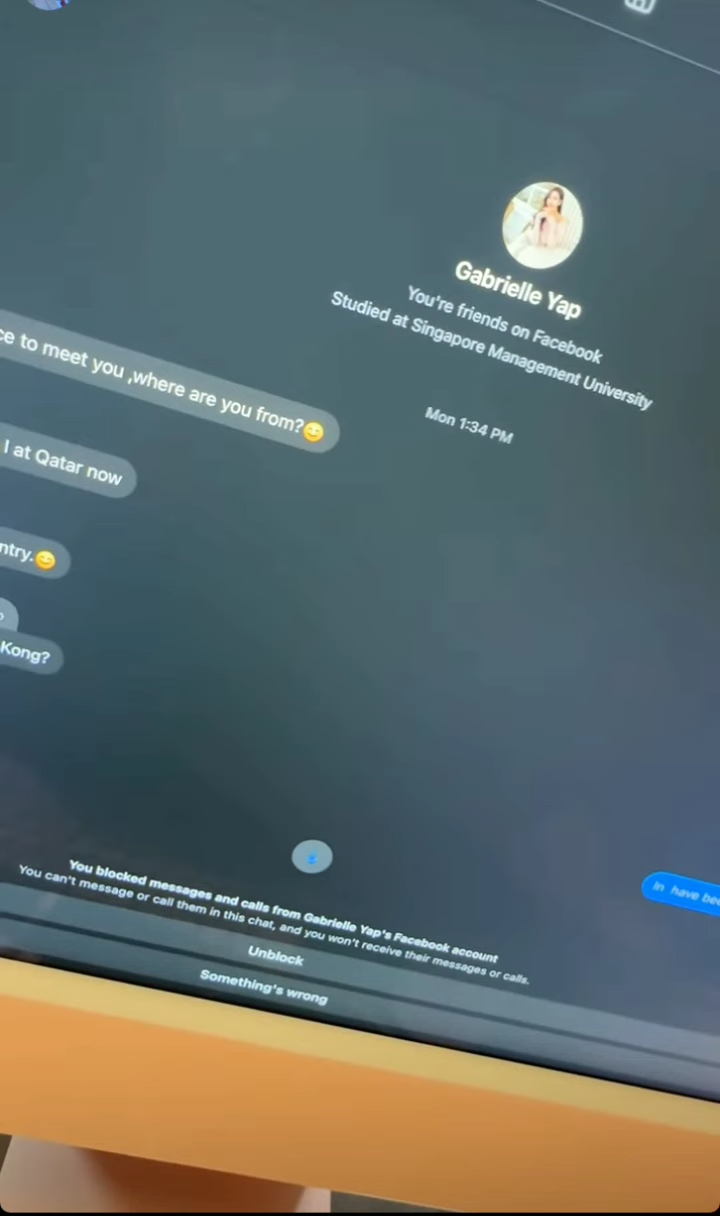 Gabrielle Yap
You're friends on Facebook
Studied at Singapore Management University
Mon 1:34 PM
to meet you ,where are you from?😊
I at Qatar now
😊
Kong?
In have
You blocked messages and calls from Gabrielle Yap's Facebook account
You can't message or call them in this chat, and you won't receive their messages or calls.
Unblock
Something's wrong